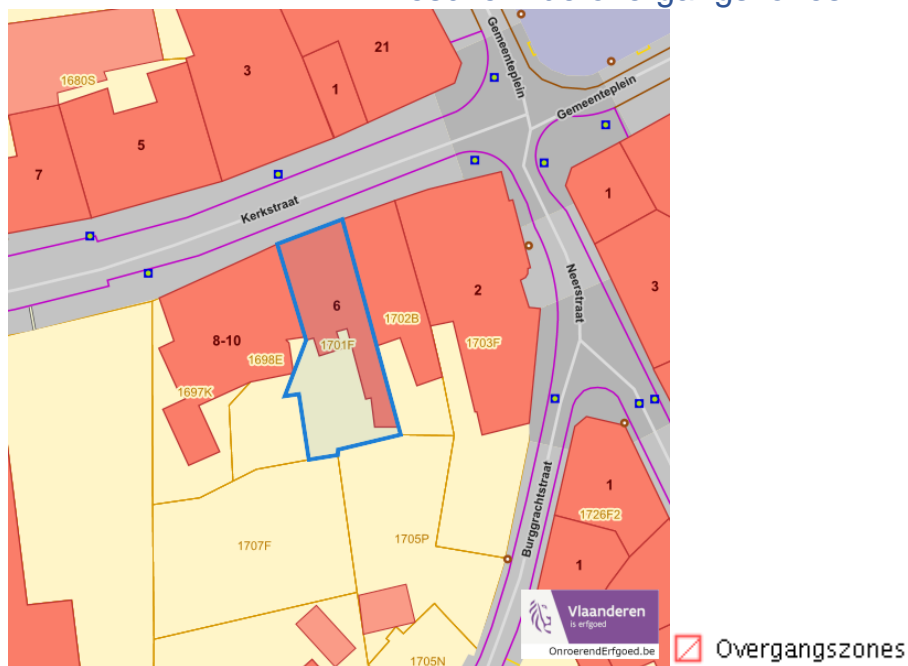 21
Gemeenteplein
Gemeenteplein
3
1680S
1
5
7
Kerkstraat
1
Neerstraat
3
6
2
1702B
8-10
1701F
1703F
1698E
1697K
Burggrachtstraat
1
1726F2
1707F
1705P
1
Vlaanderen
is erfgoed
OnroerendErfgoed.be
1705N
Overgangszones